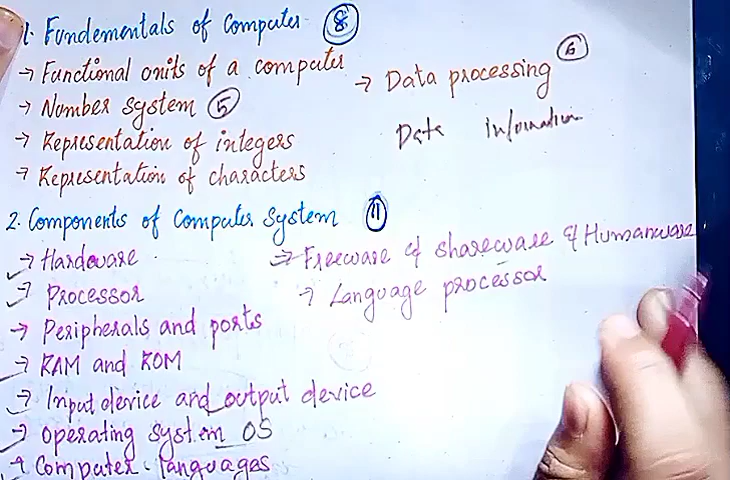 1. Fundementals of Computer 8
→ Functional units of a computer
→ Data processing 6
→ Number system 5
Data Information
→ Representation of integers
→ Representation of characters
2. Components of Computer System 11
→ Hardware
→ Freeware & shareware & Humanware
→ Processor
→ Language processor
→ Peripherals and ports
→ RAM and ROM
→ Input device and output device
→ Operating system OS
→ Computer languages